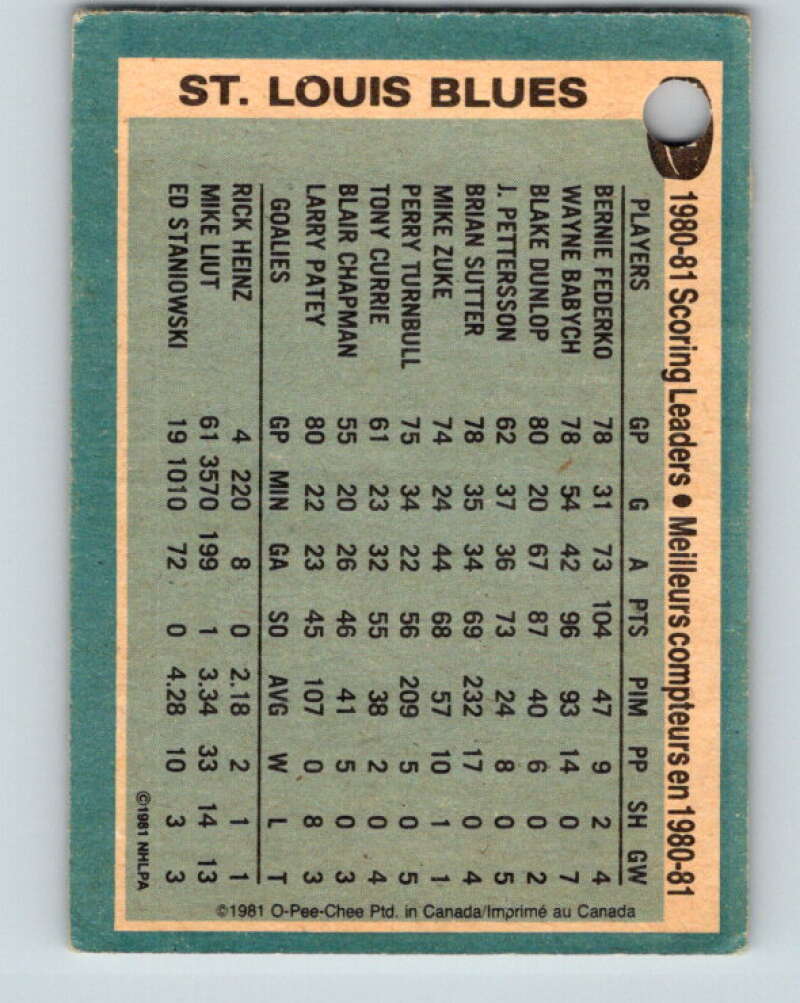 ST. LOUIS BLUES
1980-81 Scoring Leaders • Meilleurs compteurs en 1980-81
PLAYERS GP G A PTS PIM PP SH GW
BERNIE FEDERKO 78 31 73 104 47 9 2 4
WAYNE BABYCH 78 54 42 96 93 14 0 7
BLAKE DUNLOP 80 20 67 87 40 6 0 2
J. PETTERSSON 62 37 36 73 24 8 0 5
BRIAN SUTTER 78 35 34 69 232 17 0 4
MIKE ZUKE 74 24 44 68 57 10 1 1
PERRY TURNBULL 75 34 22 56 209 5 0 5
TONY CURRIE 61 23 32 55 38 2 0 4
BLAIR CHAPMAN 55 20 26 46 41 5 0 3
LARRY PATEY 80 22 23 45 107 0 8 3
GOALIES GP MIN GA SO AVG W L T
RICK HEINZ 4 220 8 0 2.18 2 1 1
MIKE LIUT 61 3570 199 1 3.34 33 14 13
ED STANIOWSKI 19 1010 72 0 4.28 10 3 3
©1981 NHLPA
©1981 O-Pee-Chee Ptd. in Canada/Imprimé au Canada